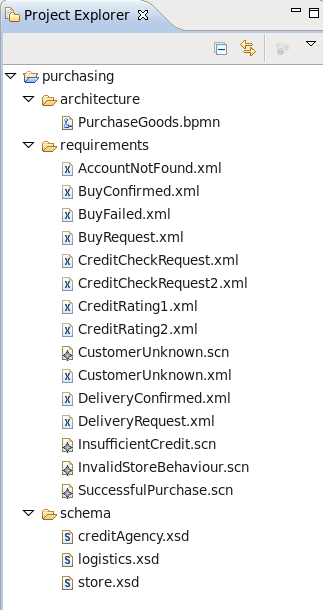 Project Explorer
purchasing
architecture
PurchaseGoods.bpmn
requirements
AccountNotFound.xml
BuyConfirmed.xml
BuyFailed.xml
BuyRequest.xml
CreditCheckRequest.xml
CreditCheckRequest2.xml
CreditRating1.xml
CreditRating2.xml
CustomerUnknown.scn
CustomerUnknown.xml
DeliveryConfirmed.xml
DeliveryRequest.xml
InsufficientCredit.scn
InvalidStoreBehaviour.scn
SuccessfulPurchase.scn
schema
creditAgency.xsd
logistics.xsd
store.xsd